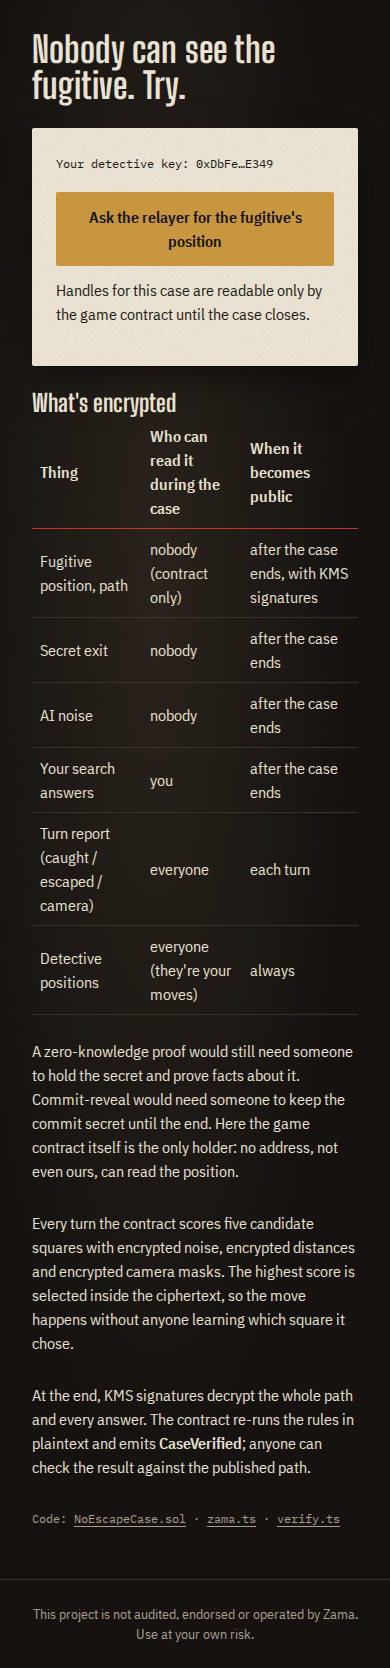 Nobody can see the
fugitive. Try.
Your detective key: 0xDbFe…E349
Ask the relayer for the fugitive's
position
Handles for this case are readable only by
the game contract until the case closes.
What's encrypted
Thing
Who can
read it
during the
case
When it
becomes
public
Fugitive
position, path
nobody
(contract
only)
after the case
ends, with KMS
signatures
Secret exit
nobody
after the case
ends
AI noise
nobody
after the case
ends
Your search
answers
you
after the case
ends
Turn report
(caught /
escaped /
camera)
everyone
each turn
Detective
positions
everyone
(they're your
moves)
always
A zero-knowledge proof would still need someone
to hold the secret and prove facts about it.
Commit-reveal would need someone to keep the
commit secret until the end. Here the game
contract itself is the only holder: no address, not
even ours, can read the position.
Every turn the contract scores five candidate
squares with encrypted noise, encrypted distances
and encrypted camera masks. The highest score is
selected inside the ciphertext, so the move
happens without anyone learning which square it
chose.
At the end, KMS signatures decrypt the whole path
and every answer. The contract re-runs the rules in
plaintext and emits CaseVerified; anyone can
check the result against the published path.
Code: NoEscapeCase.sol · zama.ts · verify.ts
This project is not audited, endorsed or operated by Zama.
Use at your own risk.